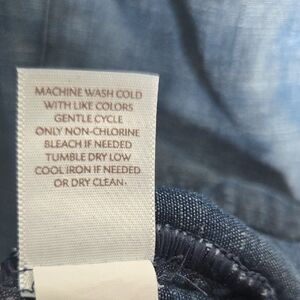 MACHINE WASH COLD
WITH LIKE COLORS
GENTLE CYCLE
ONLY NON-CHLORINE
BLEACH IF NEEDED
TUMBLE DRY LOW
COOL IRON IF NEEDED
OR DRY CLEAN.